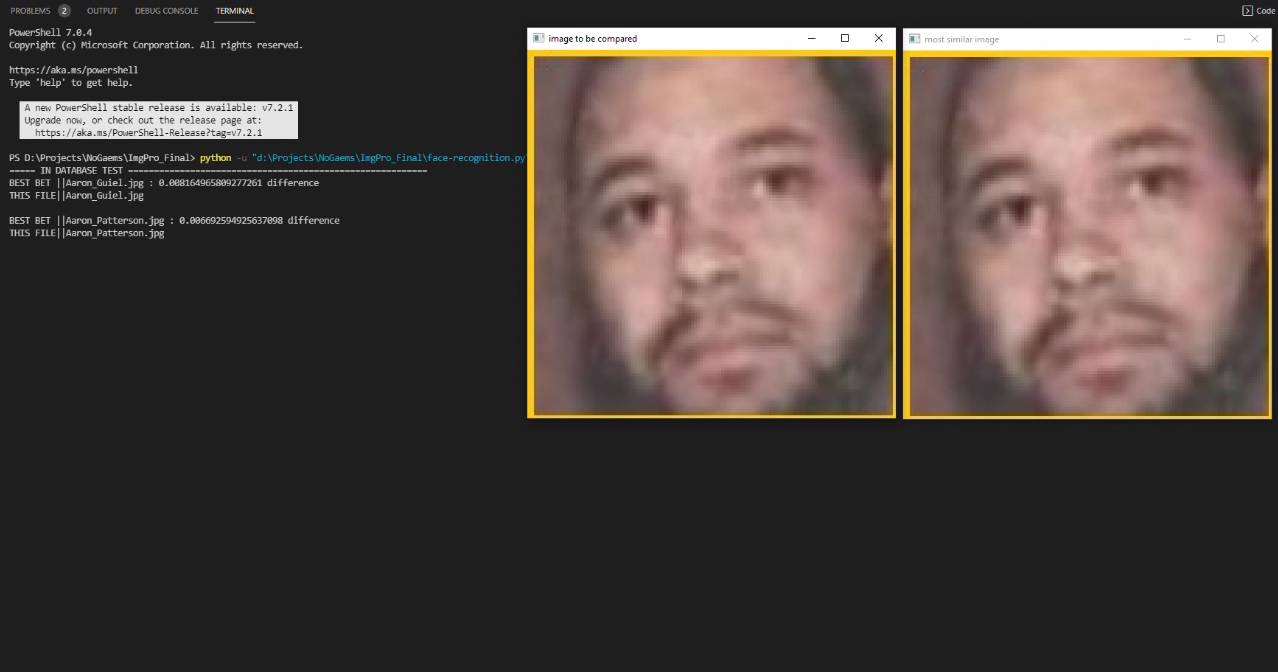 PROBLEMS 2 OUTPUT DEBUG CONSOLE TERMINAL
Code
PowerShell 7.0.4
Copyright (c) Microsoft Corporation. All rights reserved.
https://aka.ms/powershell
Type 'help' to get help.
A new PowerShell stable release is available: v7.2.1
Upgrade now, or check out the release page at:
https://aka.ms/PowerShell-Release?tag=v7.2.1
PS D:\Projects\NoGaems\ImgPro_Final> python -u "d:\Projects\NoGaems\ImgPro_Final\face-recognition.py
===== IN DATABASE TEST =========================================================
BEST BET ||Aaron_Guiel.jpg : 0.008164965809277261 difference
THIS FILE||Aaron_Guiel.jpg
BEST BET ||Aaron_Patterson.jpg : 0.006692594925637098 difference
THIS FILE||Aaron_Patterson.jpg
image to be compared
most similar image